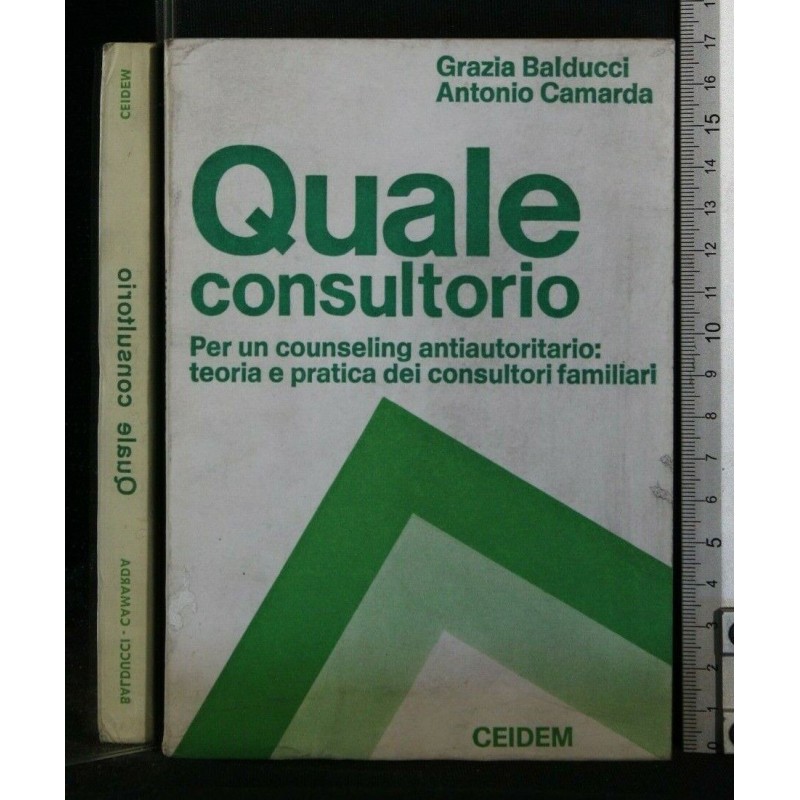 Grazia Balducci
Antonio Camarda
Quale
consultorio
Per un counseling antiautoritario:
teoria e pratica dei consultori familiari
CEIDEM
BALDUCCI - CAMARDA Quale consultorio CEIDEM
17
16
15
14
13
12
11
10
9
8
7
6
5
4
3
2
1
0